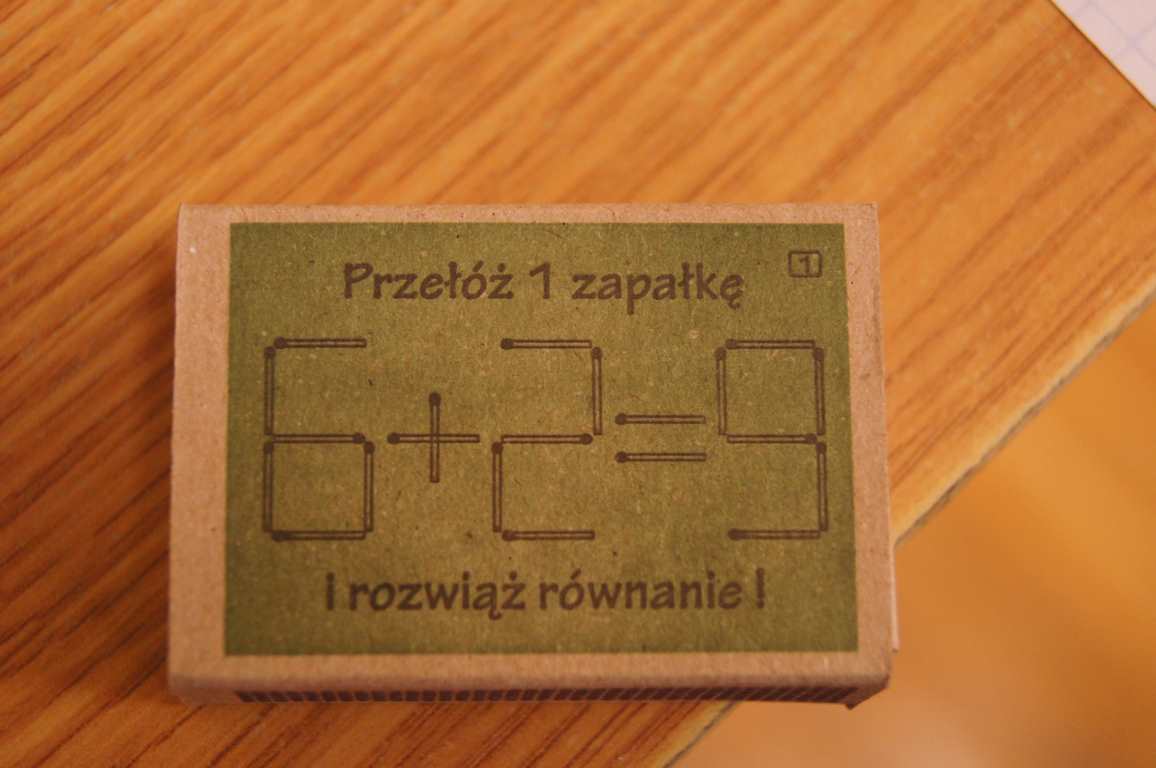 1
Przełóż 1 zapałkę
6+2=9
i rozwiąż równanie !